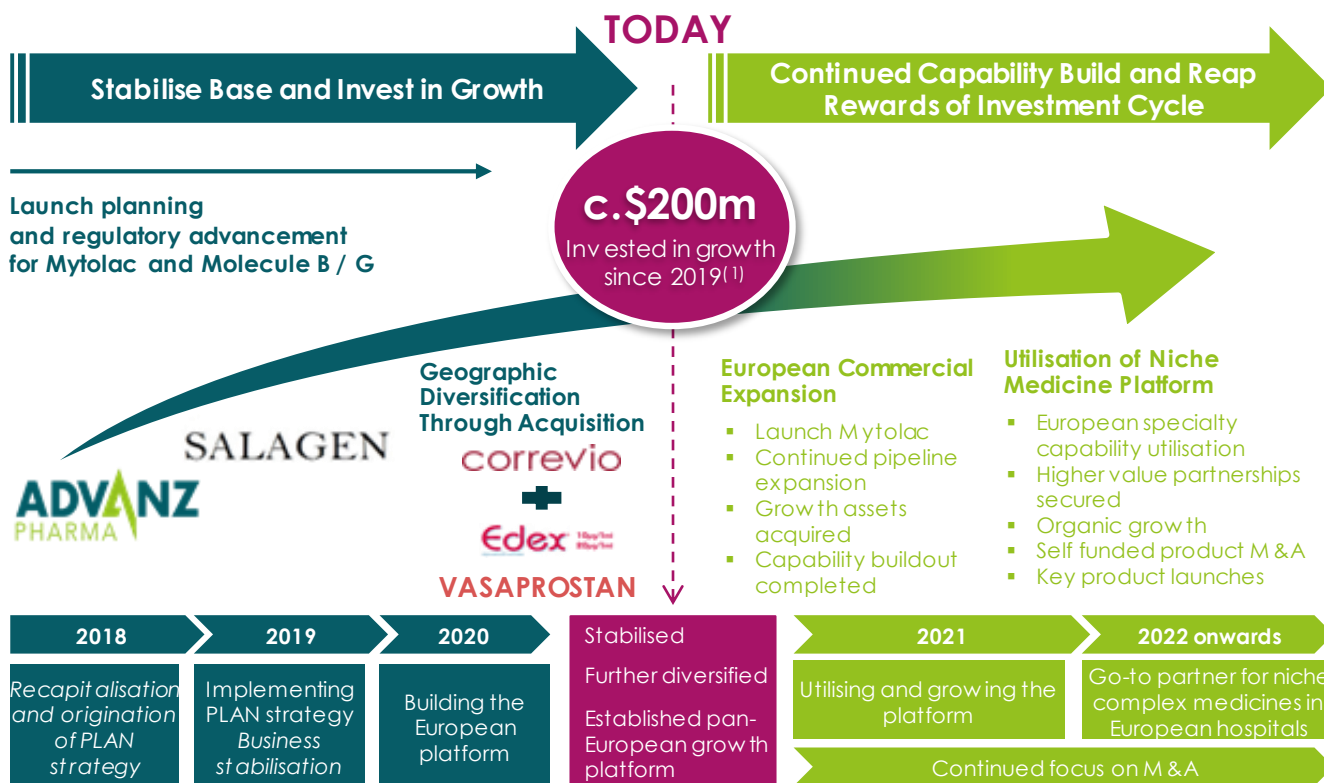 TODAY
Stabilise Base and Invest in Growth
Continued Capability Build and Reap
Rewards of Investment Cycle
Launch planning
and regulatory advancement
for Mytolac and Molecule B / G
c.$200m
Invested in growth
since 2019(1)
SALAGEN
ADVANZ
PHARMA
Geographic
Diversification
Through Acquisition
correvio
Edex
VASAPROSTAN
European Commercial
Expansion
▪ Launch Mytolac
▪ Continued pipeline
expansion
▪ Growth assets
acquired
▪ Capability buildout
completed
Utilisation of Niche
Medicine Platform
▪ European specialty
capability utilisation
▪ Higher value partnerships
secured
▪ Organic growth
▪ Self funded product M&A
▪ Key product launches
2018
Recapitalisation
and origination
of PLAN
strategy
2019
Implementing
PLAN strategy
Business
stabilisation
2020
Building the
European
platform
Stabilised
Further diversified
Established pan-
European growth
platform
2021
Utilising and growing the
platform
2022 onwards
Go-to partner for niche
complex medicines in
European hospitals
Continued focus on M&A